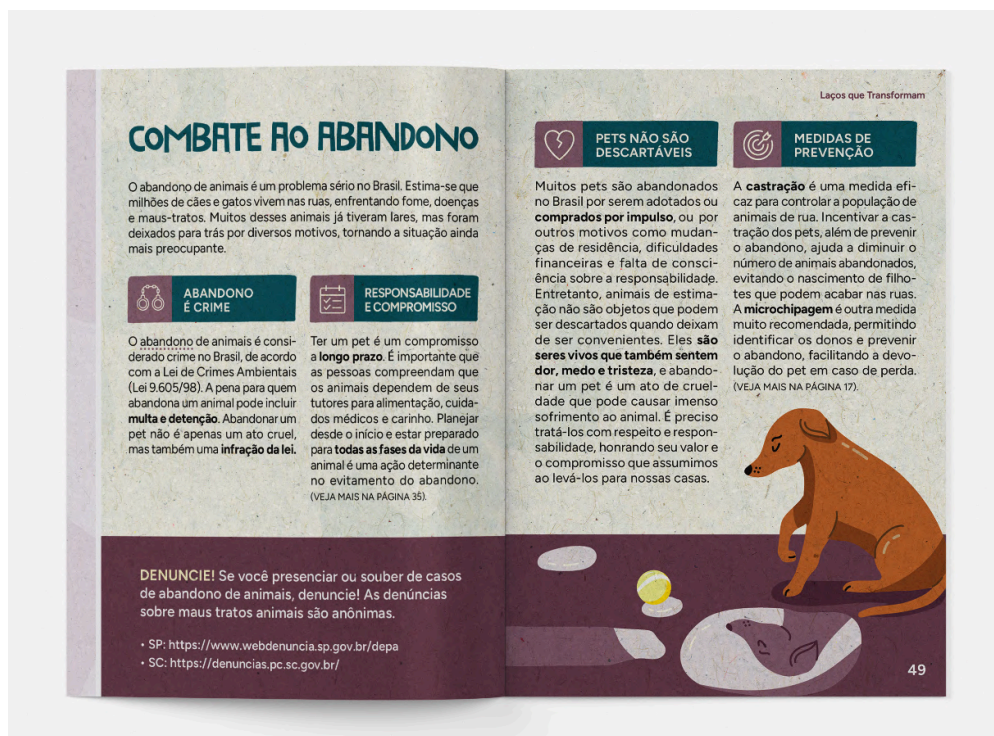 COMBATE AO ABANDONO
O abandono de animais é um problema sério no Brasil. Estima-se que
milhões de cães e gatos vivem nas ruas, enfrentando fome, doenças
e maus-tratos. Muitos desses animais já tiveram lares, mas foram
deixados para trás por diversos motivos, tornando a situação ainda
mais preocupante.
ABANDONO
É CRIME
O abandono de animais é consi-
derado crime no Brasil, de acordo
com a Lei de Crimes Ambientais
(Lei 9.605/98). A pena para quem
abandona um animal pode incluir
multa e detenção. Abandonar um
pet não é apenas um ato cruel,
mas também uma infração da lei.
RESPONSABILIDADE
E COMPROMISSO
Ter um pet é um compromisso
a longo prazo. É importante que
as pessoas compreendam que
os animais dependem de seus
tutores para alimentação, cuida-
dos médicos e carinho. Planejar
desde o início e estar preparado
para todas as fases da vida de um
animal é uma ação determinante
no evitamento do abandono.
(VEJA MAIS NA PÁGINA 35).
DENUNCIE! Se você presenciar ou souber de casos
de abandono de animais, denuncie! As denúncias
sobre maus tratos animais são anônimas.
• SP: https://www.webdenuncia.sp.gov.br/depa
• SC: https://denuncias.pc.sc.gov.br/
Laços que Transformam
PETS NÃO SÃO
DESCARTÁVEIS
Muitos pets são abandonados
no Brasil por serem adotados ou
comprados por impulso, ou por
outros motivos como mudan-
ças de residência, dificuldades
financeiras e falta de consci-
ência sobre a responsabilidade.
Entretanto, animais de estima-
ção não são objetos que podem
ser descartados quando deixam
de ser convenientes. Eles são
seres vivos que também sentem
dor, medo e tristeza, e abando-
nar um pet é um ato de cruel-
dade que pode causar imenso
sofrimento ao animal. É preciso
tratá-los com respeito e respon-
sabilidade, honrando seu valor e
o compromisso que assumimos
ao levá-los para nossas casas.
MEDIDAS DE
PREVENÇÃO
A castração é uma medida efi-
caz para controlar a população de
animais de rua. Incentivar a cas-
tração dos pets, além de prevenir
o abandono, ajuda a diminuir o
número de animais abandonados,
evitando o nascimento de filho-
tes que podem acabar nas ruas.
A microchipagem é outra medida
muito recomendada, permitindo
identificar os donos e prevenir
o abandono, facilitando a devo-
lução do pet em caso de perda.
(VEJA MAIS NA PÁGINA 17).
49